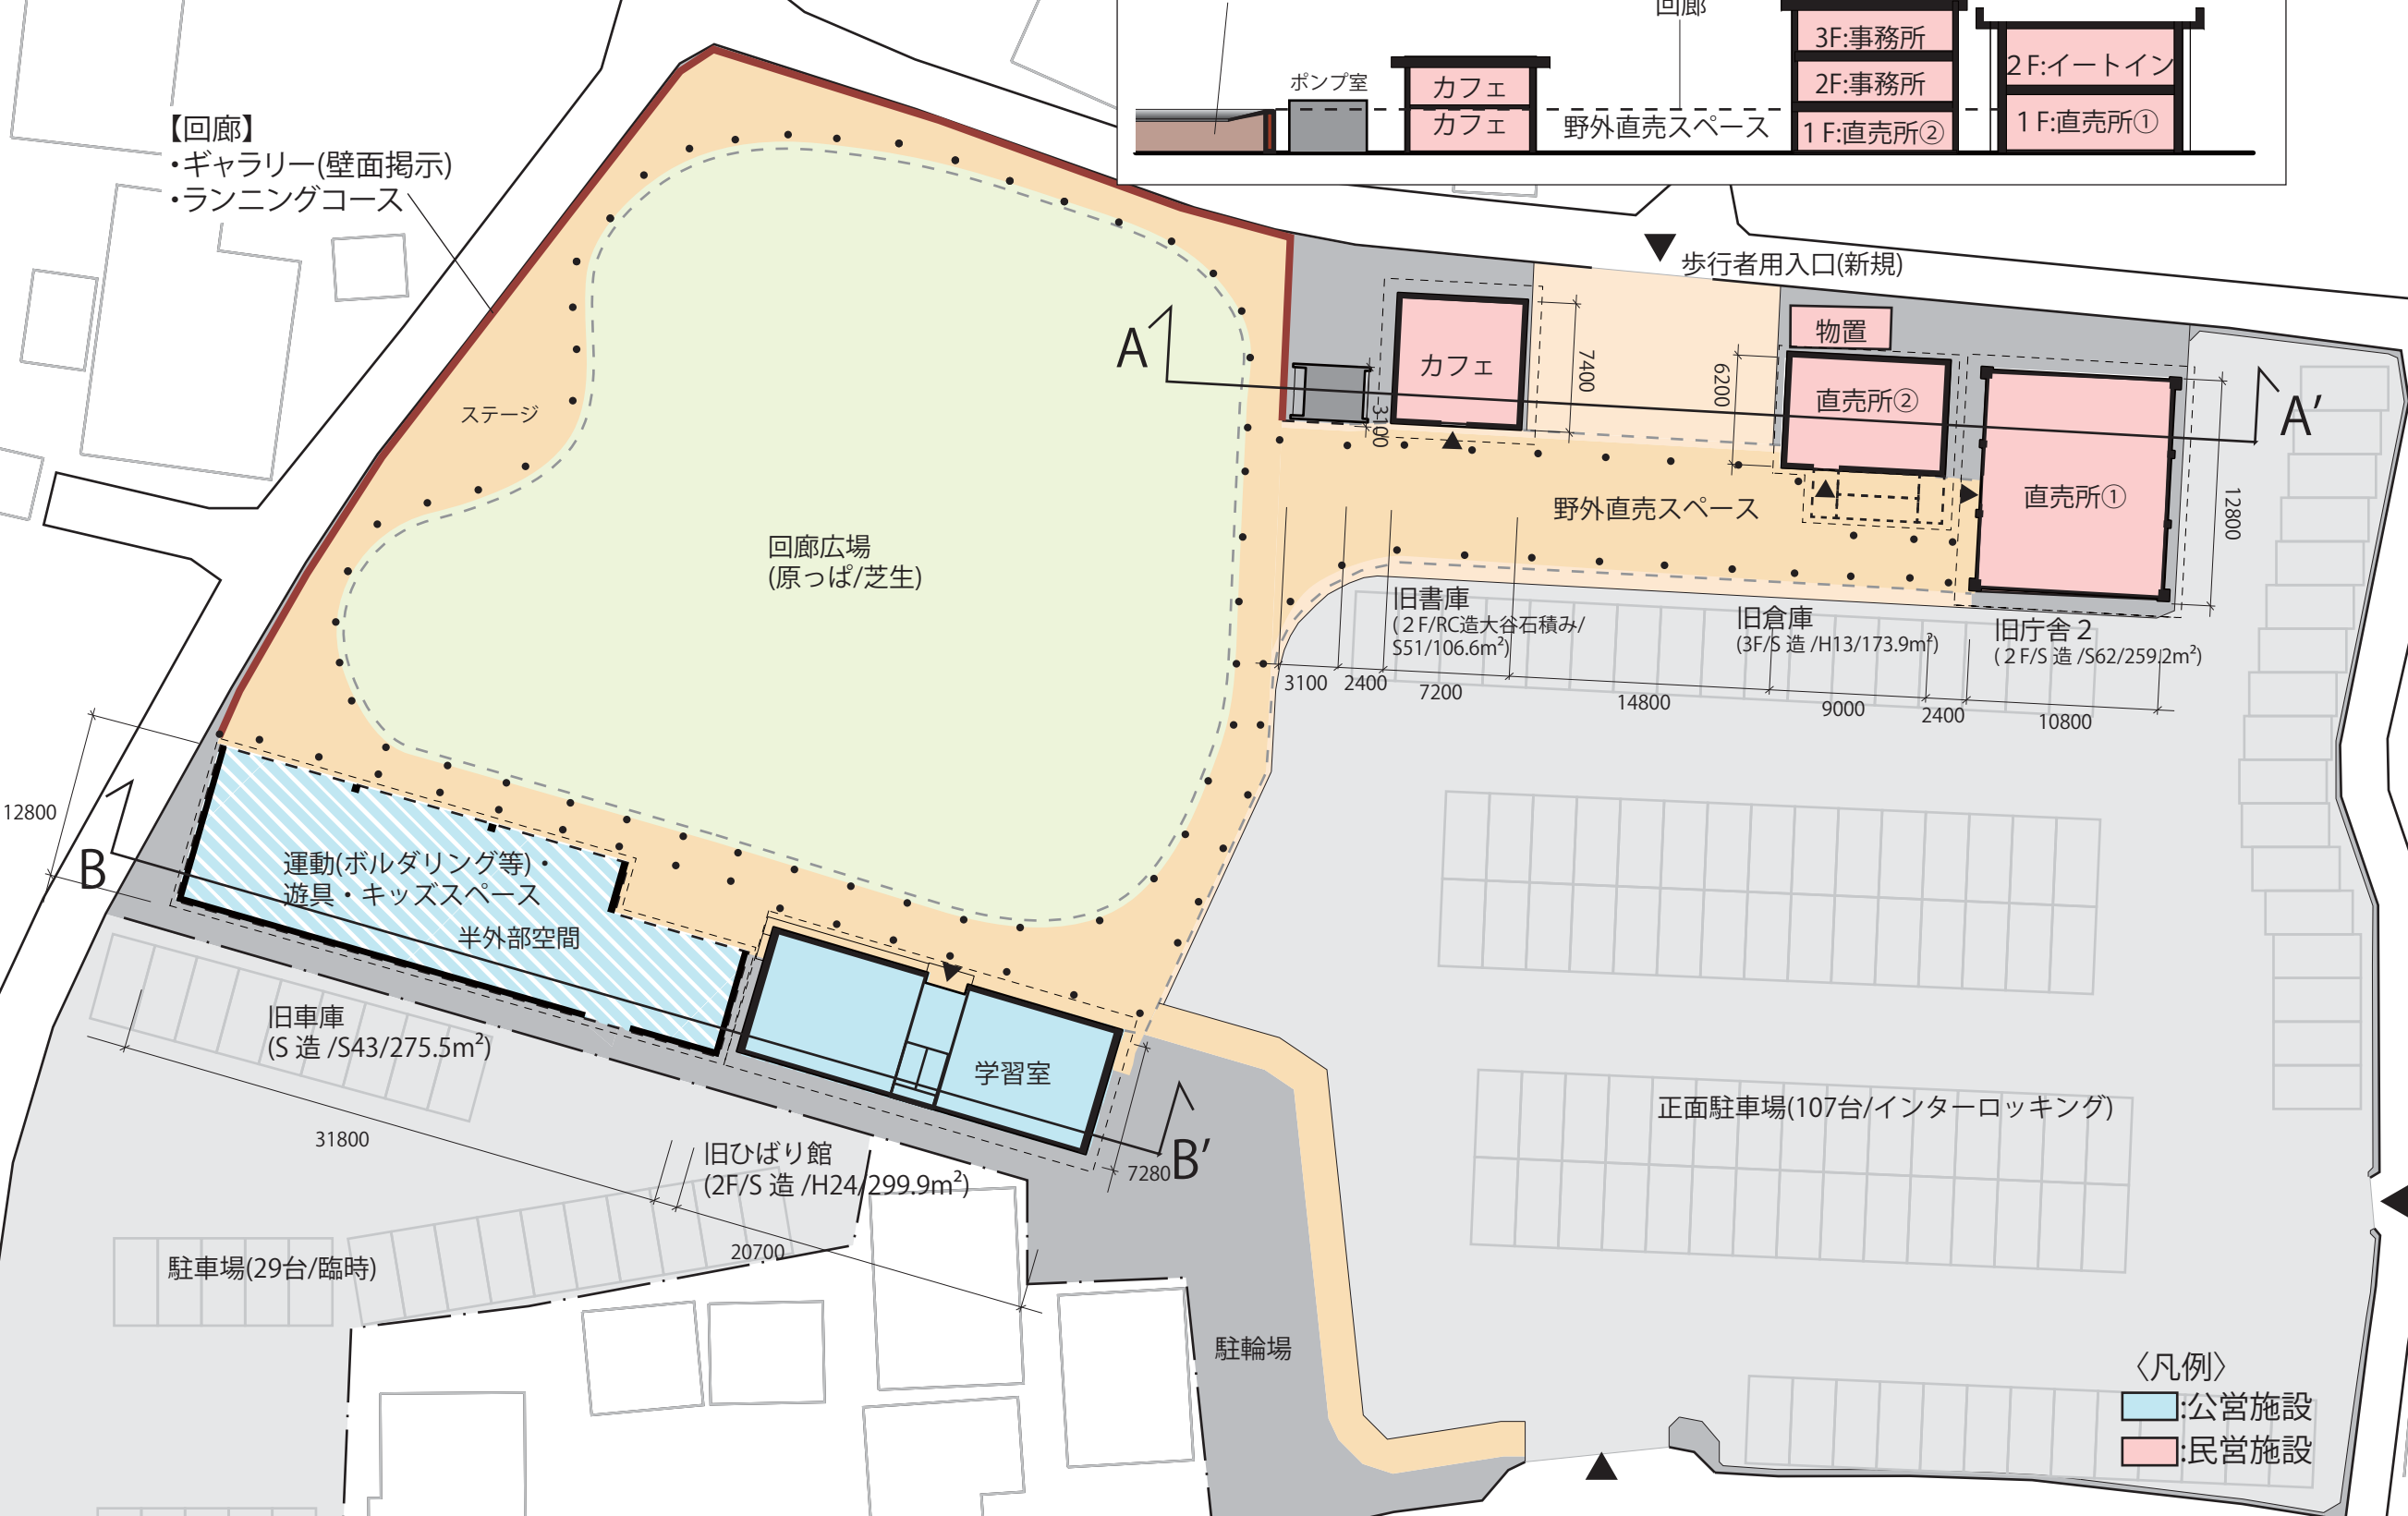 回廊
3F:事務所
2F:事務所
1F:直売所②
2F:イートイン
1F:直売所①
ポンプ室
カフェ
カフェ
野外直売スペース
【回廊】
・ギャラリー(壁面掲示)
・ランニングコース
歩行者用入口(新規)
A
A′
物置
カフェ
直売所②
直売所①
7400
6200
3100
12800
ステージ
野外直売スペース
回廊広場
(原っぱ/芝生)
旧書庫
(2F/RC造大谷石積み/
S51/106.6m²)
旧倉庫
(3F/S造/H13/173.9m²)
旧庁舎2
(2F/S造/S62/259.2m²)
3100
2400
7200
14800
9000
2400
10800
12800
B
運動(ボルダリング等)・
遊具・キッズスペース
半外部空間
旧車庫
(S造/S43/275.5m²)
学習室
正面駐車場(107台/インターロッキング)
31800
旧ひばり館
(2F/S造/H24/299.9m²)
7280
B′
20700
駐車場(29台/臨時)
駐輪場
〈凡例〉
:公営施設
:民営施設